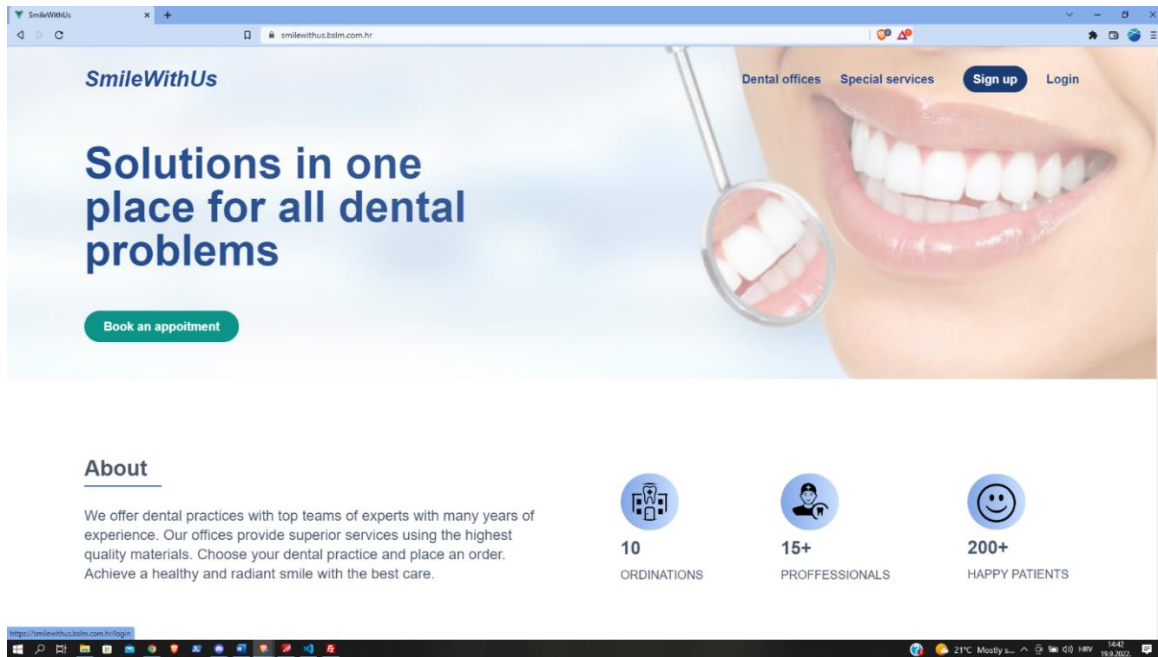 SmileWithUs
smilewithus.bslm.com.hr
SmileWithUs
Dental offices Special services Sign up Login
Solutions in one
place for all dental
problems
Book an appoitment
About
We offer dental practices with top teams of experts with many years of
experience. Our offices provide superior services using the highest
quality materials. Choose your dental practice and place an order.
Achieve a healthy and radiant smile with the best care.
10
ORDINATIONS
15+
PROFFESSIONALS
200+
HAPPY PATIENTS
https://smilewithus.bslm.com.hr/login
21°C Mostly s... HRV 14:42
19.9.2022.